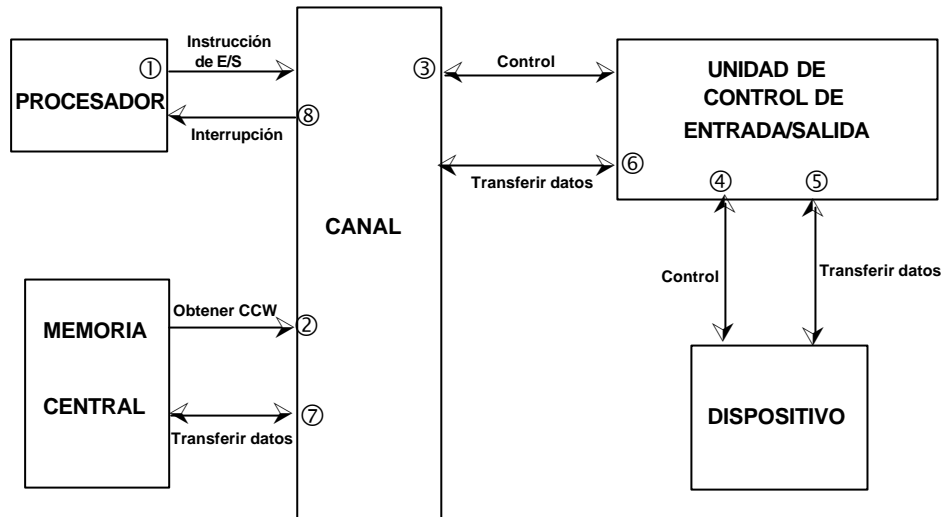 Instrucción
de E/S
①
PROCESADOR
Interrupción
⑧
③
Control
UNIDAD DE
CONTROL DE
ENTRADA/SALIDA
⑥
Transferir datos
④
⑤
CANAL
Control
Transferir datos
Obtener CCW
②
MEMORIA
CENTRAL
⑦
Transferir datos
DISPOSITIVO